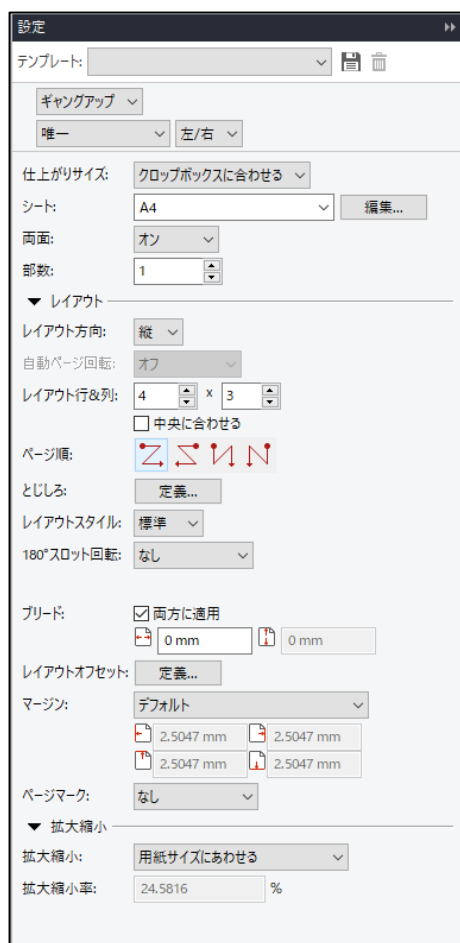 設定
テンプレート:
ギャングアップ
唯一 左/右
仕上がりサイズ: クロップボックスに合わせる
シート: A4 編集...
両面: オン
部数: 1
レイアウト
レイアウト方向: 縦
自動ページ回転: オフ
レイアウト行&列: 4 x 3
中央に合わせる
ページ順:
とじしろ: 定義...
レイアウトスタイル: 標準
180°スロット回転: なし
ブリード: 両方に適用
0 mm 0 mm
レイアウトオフセット: 定義...
マージン: デフォルト
2.5047 mm 2.5047 mm
2.5047 mm 2.5047 mm
ページマーク: なし
拡大縮小
拡大縮小: 用紙サイズにあわせる
拡大縮小率: 24.5816 %